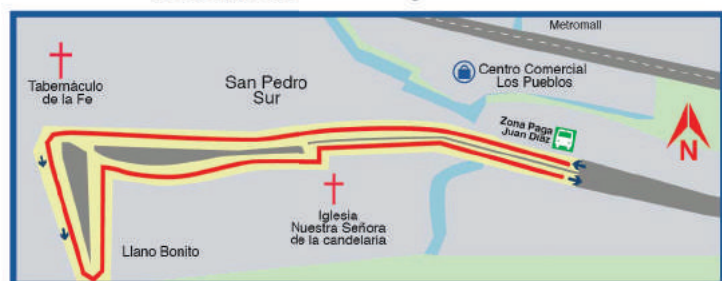 Metromall
Tabernáculo
de la Fe
San Pedro
Sur
Centro Comercial
Los Pueblos
Zona Paga
Juan Díaz
N
Iglesia
Nuestra Señora
de la candelaria
Llano Bonito